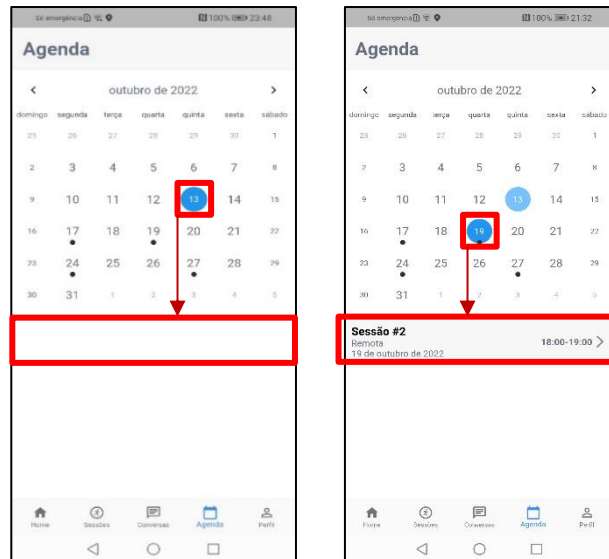 Só emergência 100% 23:48
Agenda
outubro de 2022
domingo segunda terça quarta quinta sexta sábado
25 26 27 28 29 30 1
2 3 4 5 6 7 8
9 10 11 12 13 14 15
16 17 18 19 20 21 22
23 24 25 26 27 28 29
30 31 1 2 3 4 5
Home Sessões Conversas Agenda Perfil
Só emergência 100% 21:32
Agenda
outubro de 2022
domingo segunda terça quarta quinta sexta sábado
25 26 27 28 29 30 1
2 3 4 5 6 7 8
9 10 11 12 13 14 15
16 17 18 19 20 21 22
23 24 25 26 27 28 29
30 31 1 2 3 4 5
Sessão #2
Remota 18:00-19:00
19 de outubro de 2022
Home Sessões Conversas Agenda Perfil